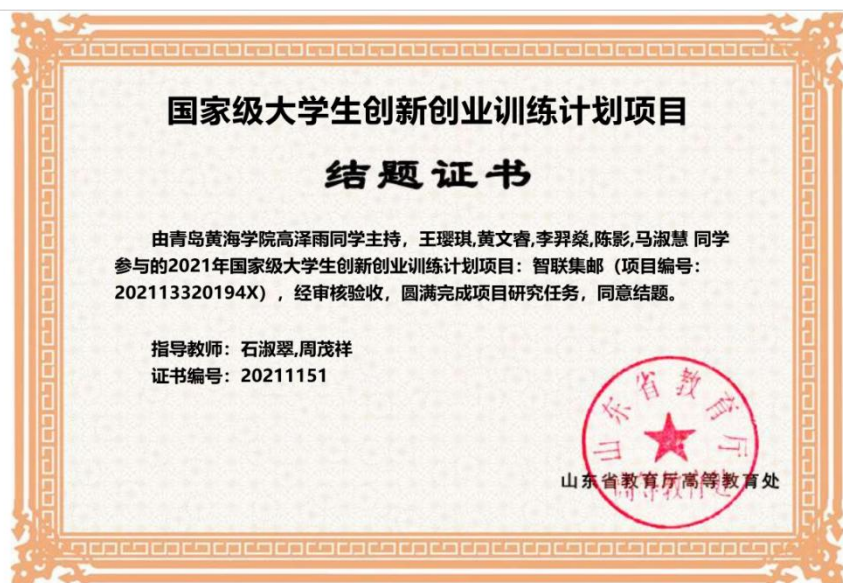 国家级大学生创新创业训练计划项目
结题证书
由青岛黄海学院高泽雨同学主持，王璎琪,黄文睿,李羿燊,陈影,马淑慧 同学
参与的2021年国家级大学生创新创业训练计划项目：智联集邮（项目编号：
202113320194X），经审核验收，圆满完成项目研究任务，同意结题。
指导教师：石淑翠,周茂祥
证书编号：20211151
山东省教育厅
高等教育处
山东省教育厅高等教育处